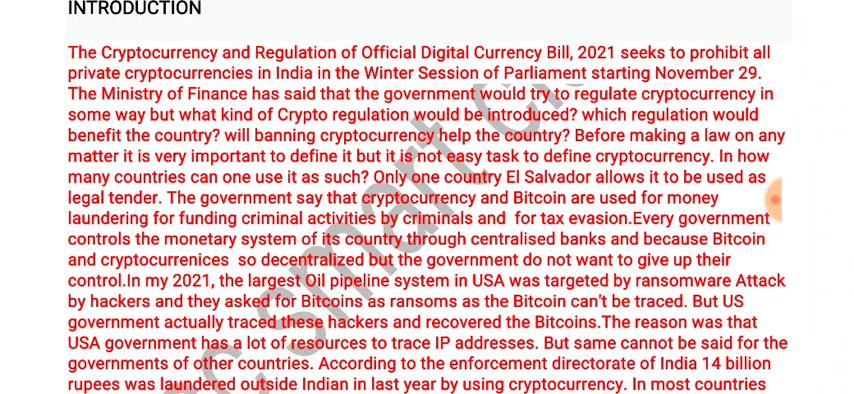 INTRODUCTION
The Cryptocurrency and Regulation of Official Digital Currency Bill, 2021 seeks to prohibit all
private cryptocurrencies in India in the Winter Session of Parliament starting November 29.
The Ministry of Finance has said that the government would try to regulate cryptocurrency in
some way but what kind of Crypto regulation would be introduced? which regulation would
benefit the country? will banning cryptocurrency help the country? Before making a law on any
matter it is very important to define it but it is not easy task to define cryptocurrency. In how
many countries can one use it as such? Only one country El Salvador allows it to be used as
legal tender. The government say that cryptocurrency and Bitcoin are used for money
laundering for funding criminal activities by criminals and  for tax evasion.Every government
controls the monetary system of its country through centralised banks and because Bitcoin
and cryptocurrenices  so decentralized but the government do not want to give up their
control.In my 2021, the largest Oil pipeline system in USA was targeted by ransomware Attack
by hackers and they asked for Bitcoins as ransoms as the Bitcoin can't be traced. But US
government actually traced these hackers and recovered the Bitcoins.The reason was that
USA government has a lot of resources to trace IP addresses. But same cannot be said for the
governments of other countries. According to the enforcement directorate of India 14 billion
rupees was laundered outside Indian in last year by using cryptocurrency. In most countries